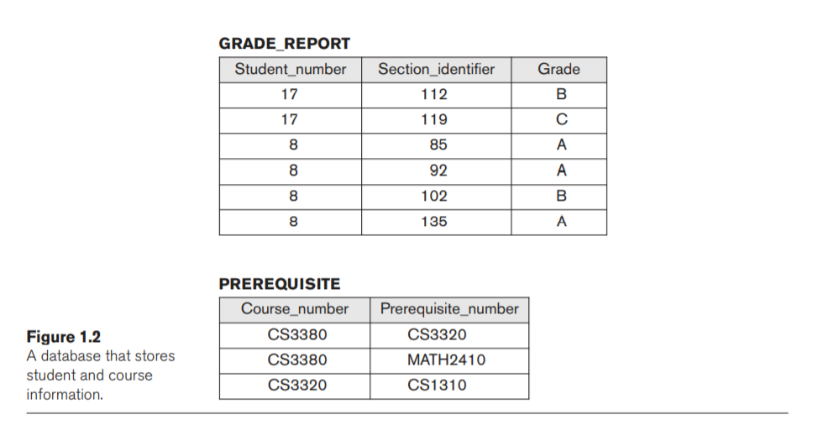 GRADE_REPORT
Student_number Section_identifier Grade
17 112 B
17 119 C
8 85 A
8 92 A
8 102 B
8 135 A
PREREQUISITE
Course_number Prerequisite_number
CS3380 CS3320
CS3380 MATH2410
CS3320 CS1310
Figure 1.2
A database that stores
student and course
information.